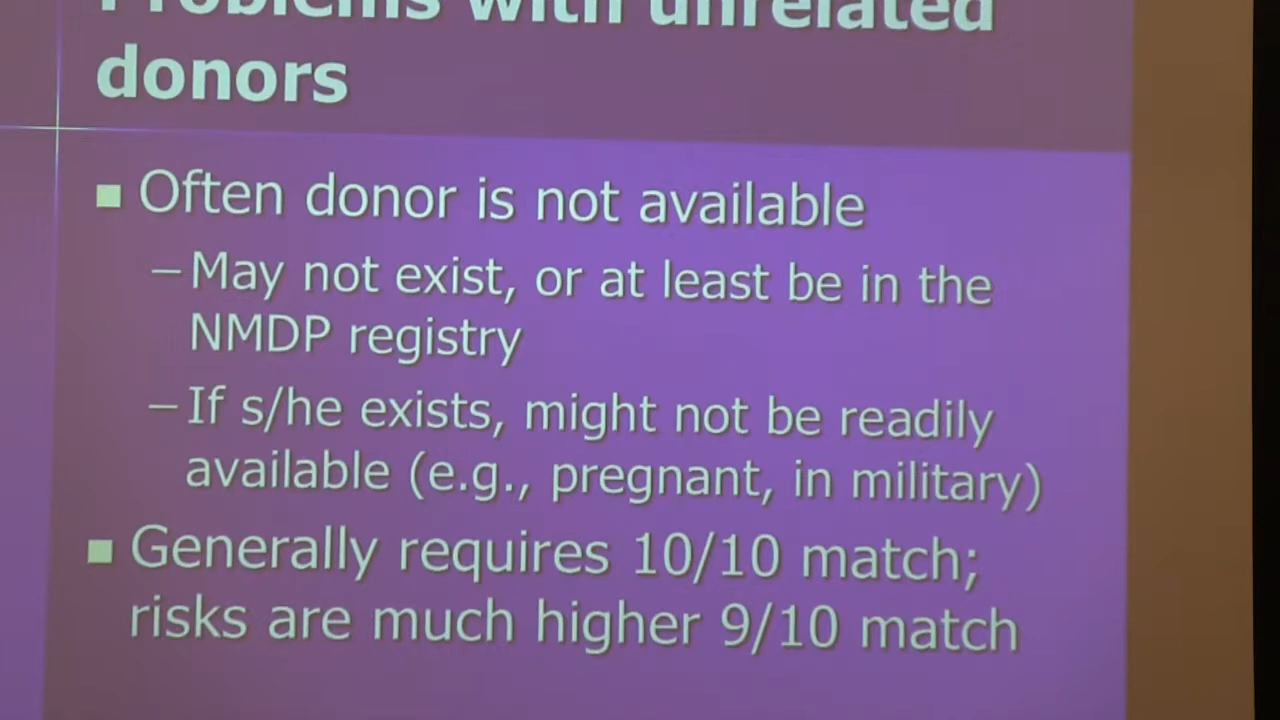 Problems with unrelated
donors
Often donor is not available
– May not exist, or at least be in the
NMDP registry
– If s/he exists, might not be readily
available (e.g., pregnant, in military)
Generally requires 10/10 match;
risks are much higher 9/10 match